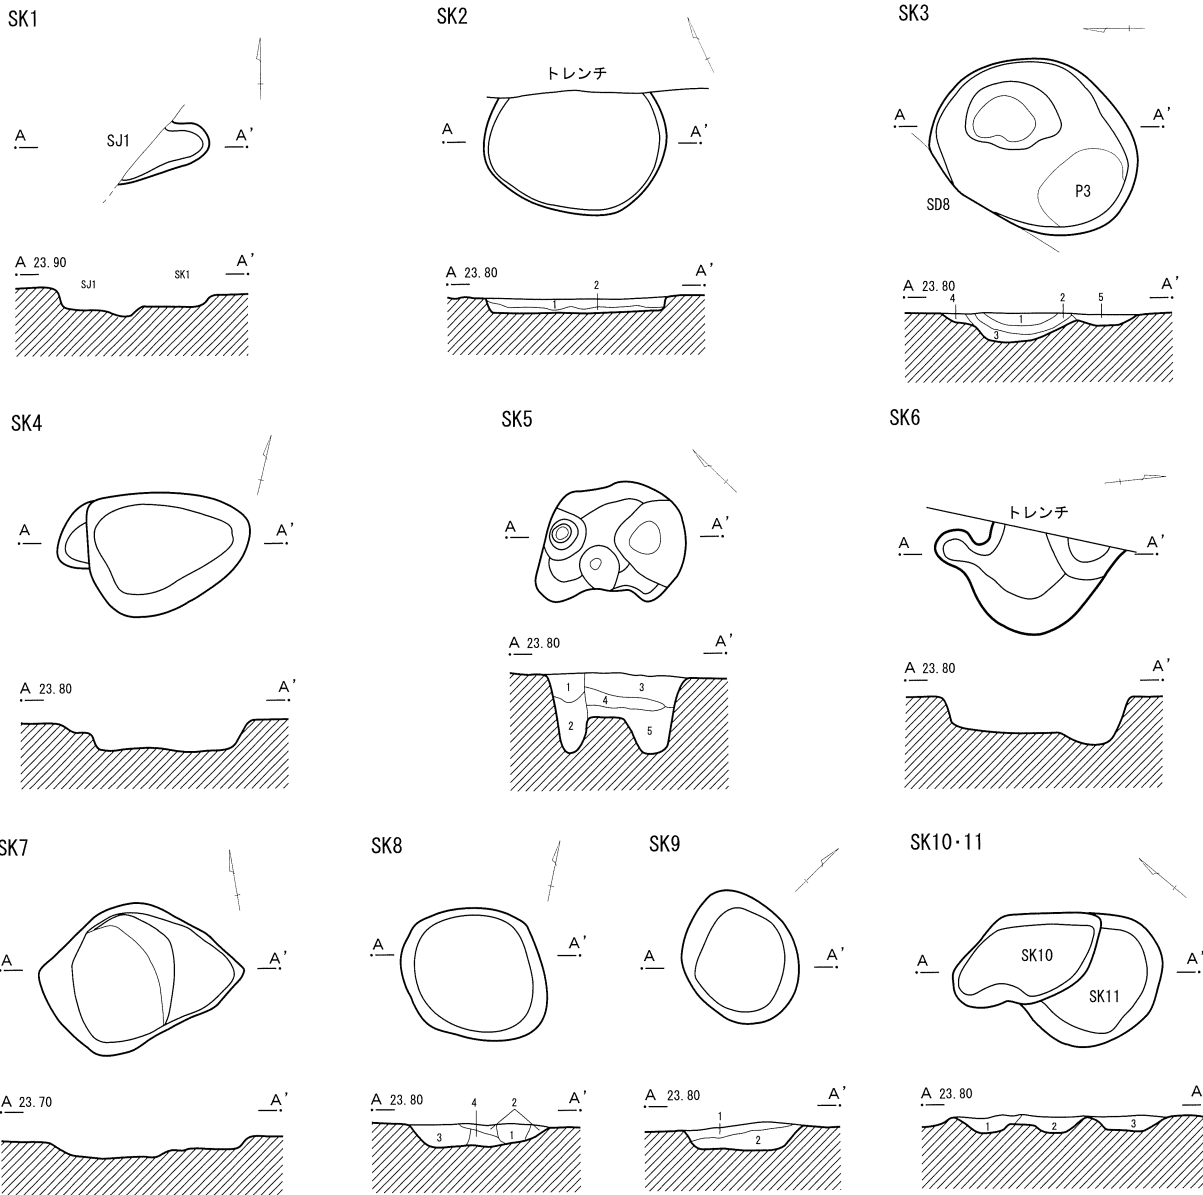 SK1
SJ1
A
A'
A 23.90
A'
SJ1
SK1
SK2
トレンチ
A
A'
A 23.80
A'
1
2
SK3
A
A'
P3
SD8
A 23.80
A'
4
2
5
1
3
SK4
A
A'
A 23.80
A'
SK5
A
A'
A 23.80
A'
1
3
4
2
5
SK6
トレンチ
A
A'
A 23.80
A'
SK7
A
A'
A 23.70
A'
SK8
A
A'
A 23.80
A'
4
2
3
1
SK9
A
A'
A 23.80
A'
1
2
SK10・11
A
A'
SK10
SK11
A 23.80
A
1
2
3